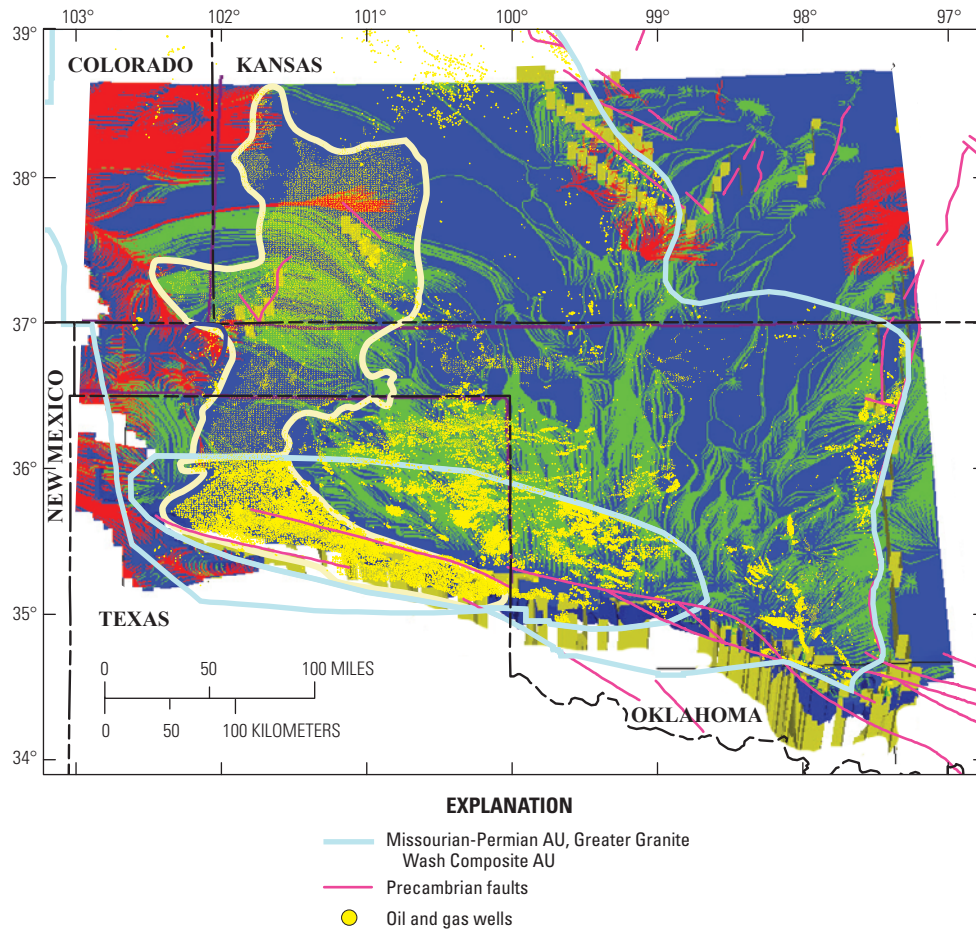 103° 102° 101° 100° 99° 98° 97°
39°
COLORADO KANSAS
38°
37°
NEW MEXICO
36°
35°
TEXAS
0 50 100 MILES
0 50 100 KILOMETERS
OKLAHOMA
34°
EXPLANATION
Missourian-Permian AU, Greater Granite
Wash Composite AU
Precambrian faults
Oil and gas wells